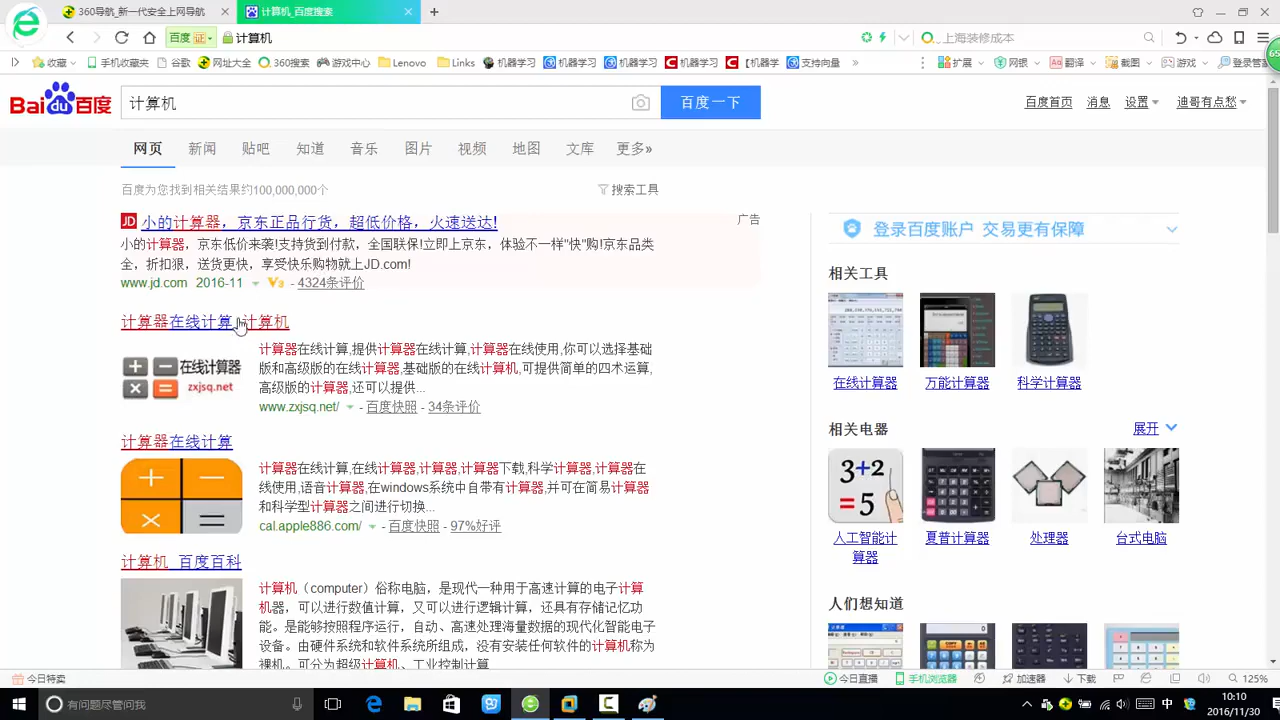 360导航_新一代安全上网导航
计算机_百度搜索
百度 证 计算机
上海装修成本
收藏 手机收藏夹 谷歌 网址大全 360搜索 游戏中心 Lenovo Links 机器学习 机器学习 机器学习 机器学习 【机器学 支持向量 » 扩展 网银 翻译 截图 游戏 登录管家
Baidu百度
计算机
百度一下
百度首页 消息 设置 迪哥有点愁
网页 新闻 贴吧 知道 音乐 图片 视频 地图 文库 更多»
百度为您找到相关结果约100,000,000个
搜索工具
JD 小的计算器，京东正品行货，超低价格，火速送达!
广告
小的计算器，京东低价来袭!支持货到付款，全国联保!立即上京东，体验不一样"快"购!京东品类
全，折扣狠，送货更快，享受快乐购物就上JD.com!
www.jd.com 2016-11 V3 - 4324条评价
计算器在线计算 计算机
在线计算器
zxjsq.net
计算器在线计算,提供计算器在线计算,计算器在线使用,你可以选择基础
版和高级版的在线计算器,基础版的在线计算机,可提供简单的四术运算,
高级版的计算器,还可以提供...
www.zxjsq.net/ - 百度快照 - 34条评价
计算器在线计算
计算器在线计算,在线计算器,计算器,计算器下载,科学计算器,计算器在
线使用,语音计算器,在windows系统中自带有计算器,并可在简易计算器
和科学型计算器之间进行切换...
cal.apple886.com/ - 百度快照 - 97%好评
计算机_百度百科
计算机（computer）俗称电脑，是现代一种用于高速计算的电子计算
机器，可以进行数值计算，又可以进行逻辑计算，还具有存储记忆功
能。是能够按照程序运行，自动、高速处理海量数据的现代化智能电子
设备。由硬件系统和软件系统所组成，没有安装任何软件的计算机称为
裸机。可分为超级计算机、工业控制计算
登录百度账户 交易更有保障
相关工具
在线计算器 万能计算器 科学计算器
相关电器
展开
3+2
=5
人工智能计
算器
夏普计算器 处理器 台式电脑
人们想知道
今日特卖
今日直播 手机浏览器 加速器 下载 125%
有问题尽管问我
中
10:10
2016/11/30